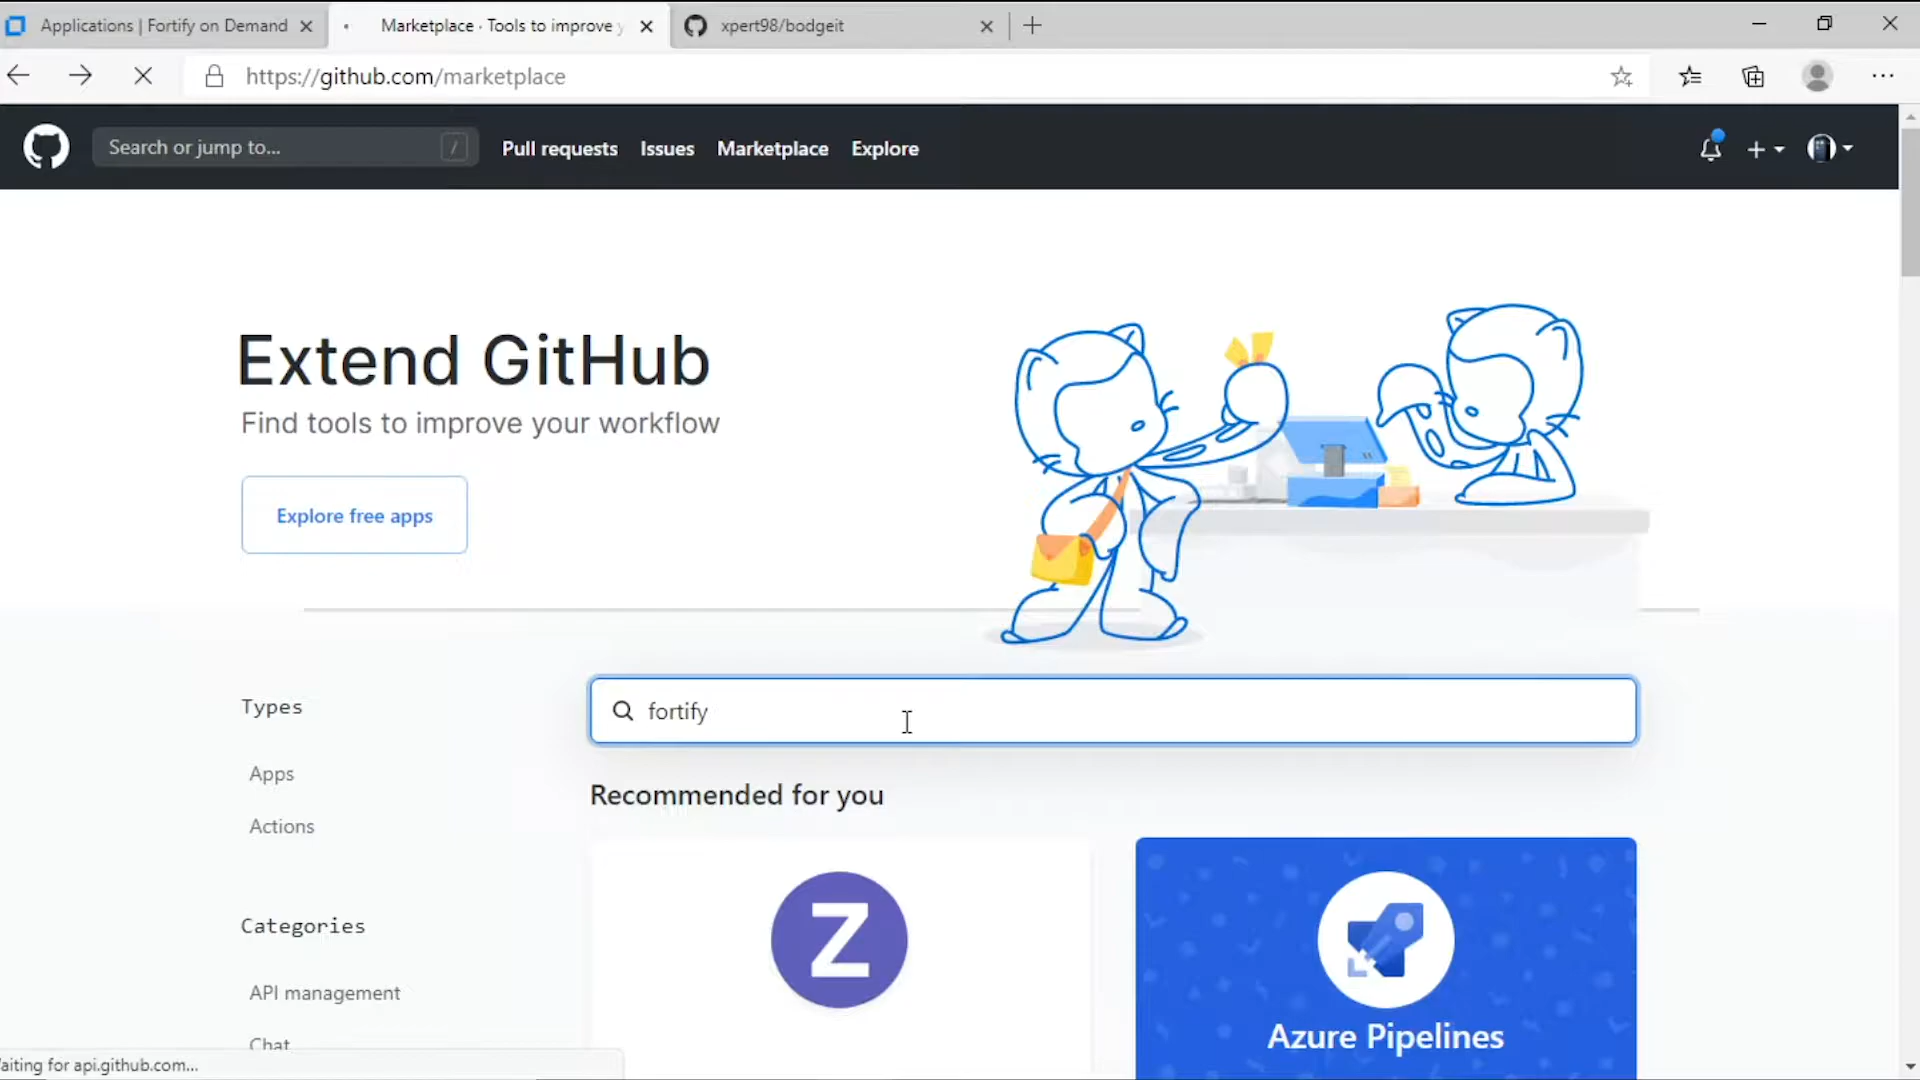 Applications | Fortify on Demand
Marketplace · Tools to improve y
xpert98/bodgeit
https://github.com/marketplace
Search or jump to...
/
Pull requests
Issues
Marketplace
Explore
Extend GitHub
Find tools to improve your workflow
Explore free apps
Types
Apps
Actions
Categories
API management
Chat
fortify
Recommended for you
Z
Azure Pipelines
aiting for api.github.com...